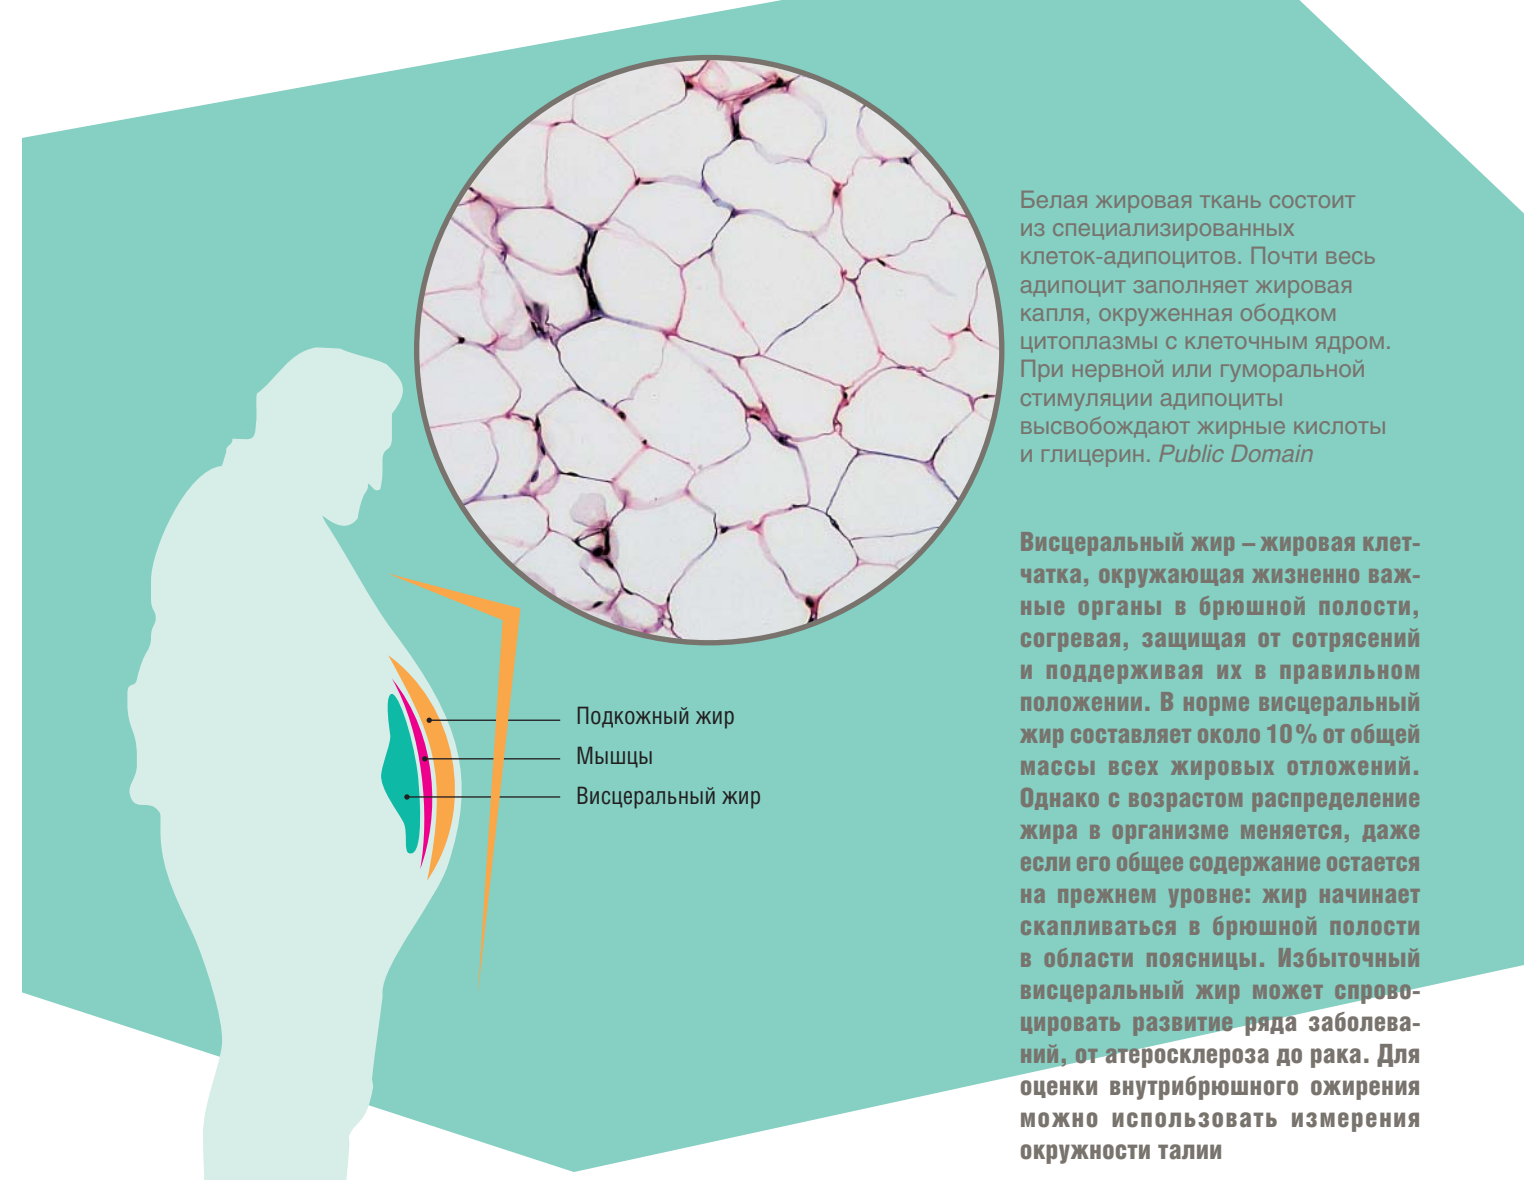 Белая жировая ткань состоит
из специализированных
клеток-адипоцитов. Почти весь
адипоцит заполняет жировая
капля, окруженная ободком
цитоплазмы с клеточным ядром.
При нервной или гуморальной
стимуляции адипоциты
высвобождают жирные кислоты
и глицерин. Public Domain
Висцеральный жир – жировая клет-
чатка, окружающая жизненно важ-
ные органы в брюшной полости,
согревая, защищая от сотрясений
и поддерживая их в правильном
положении. В норме висцеральный
жир составляет около 10% от общей
массы всех жировых отложений.
Однако с возрастом распределение
жира в организме меняется, даже
если его общее содержание остается
на прежнем уровне: жир начинает
скапливаться в брюшной полости
в области поясницы. Избыточный
висцеральный жир может спрово-
цировать развитие ряда заболева-
ний, от атеросклероза до рака. Для
оценки внутрибрюшного ожирения
можно использовать измерения
окружности талии
Подкожный жир
Мышцы
Висцеральный жир